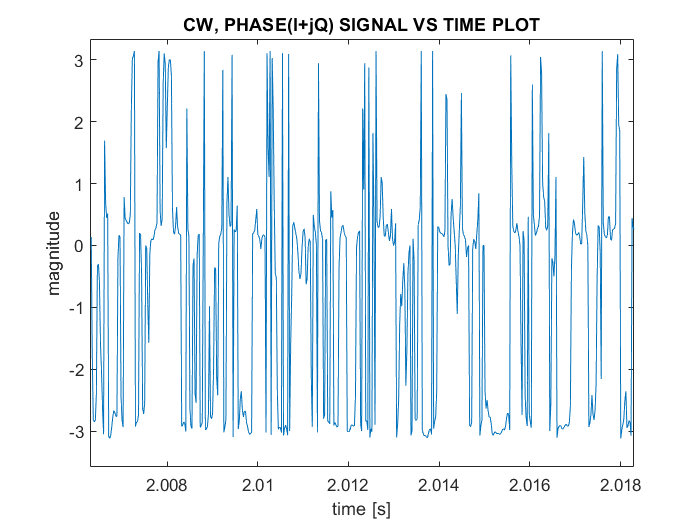 CW, PHASE(I+jQ) SIGNAL VS TIME PLOT
3
2
1
0
-1
-2
-3
magnitude
2.008 2.01 2.012 2.014 2.016 2.018
time [s]